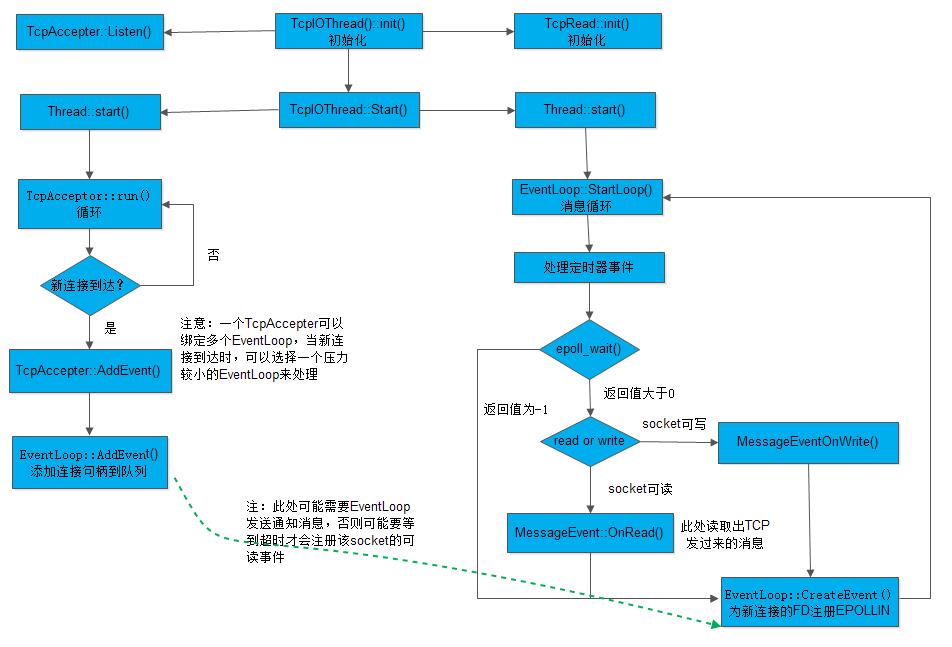 TcpAccepter::Listen()
TcpIOThread()::init()
初始化
TcpRead::init()
初始化
Thread::start()
TcpIOThread::Start()
Thread::start()
TcpAcceptor::run()
循环
EventLoop::StartLoop()
消息循环
否
处理定时器事件
新连接到达？
是
注意：一个TcpAccepter可以
绑定多个EventLoop，当新连
接到达时，可以选择一个压力
较小的EventLoop来处理
TcpAccepter::AddEvent()
epoll_wait()
返回值大于0
返回值为-1
read or write
socket可写
MessageEventOnWrite()
EventLoop::AddEvent()
添加连接句柄到队列
socket可读
注：此处可能需要EventLoop
发送通知消息，否则可能要等
到超时才会注册该socket的可
读事件
MessageEvent::OnRead()
此处读取出TCP
发过来的消息
EventLoop::CreateEvent()
为新连接的FD注册EPOLLIN